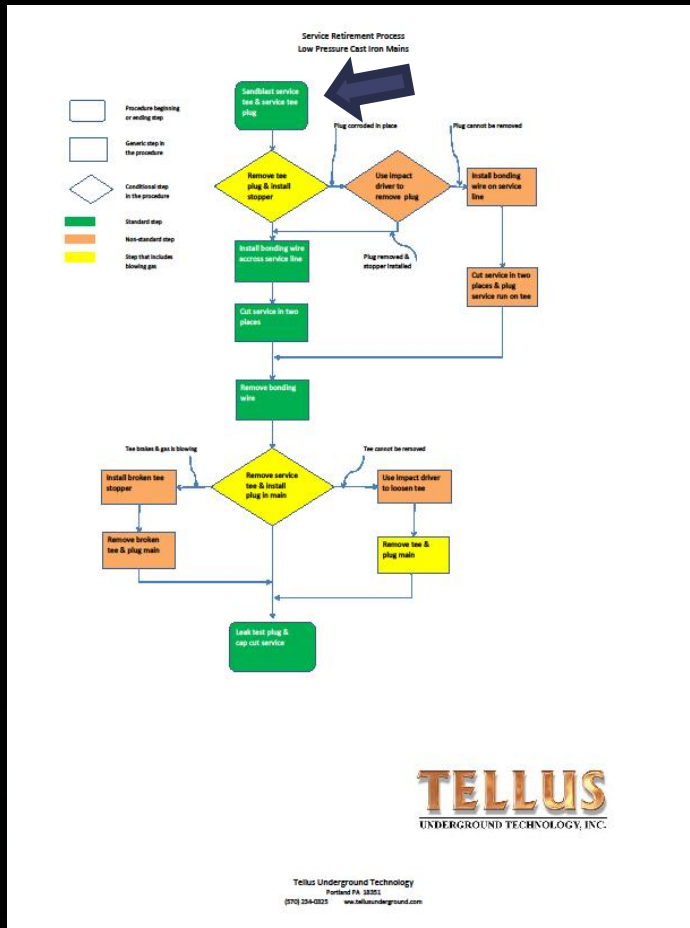 Service Retirement Process
Low Pressure Cast Iron Mains
Procedure beginning
or ending step
Generic step in
the procedure
Conditional step
in the procedure
Standard step
Non-standard step
Step that includes
blowing gas
Sandblast service
tee & service tee
plug
Plug corroded in place
Plug cannot be removed
Remove tee
plug & install
stopper
Use impact
driver to
remove plug
Install bonding
wire on service
line
Install bonding wire
accross service line
Plug removed &
stopper installed
Cut service in two
places & plug
service run on tee
Cut service in two
places
Remove bonding
wire
Tee brakes & gas is blowing
Tee cannot be removed
Install broken tee
stopper
Remove service
tee & install
plug in main
Use impact driver
to loosen tee
Remove broken
tee & plug main
Remove tee &
plug main
Leak test plug &
cap cut service
TELLUS
UNDERGROUND TECHNOLOGY, INC.
Tellus Underground Technology
Portland PA 18351
(570) 234-0325 ww.tellusunderground.com